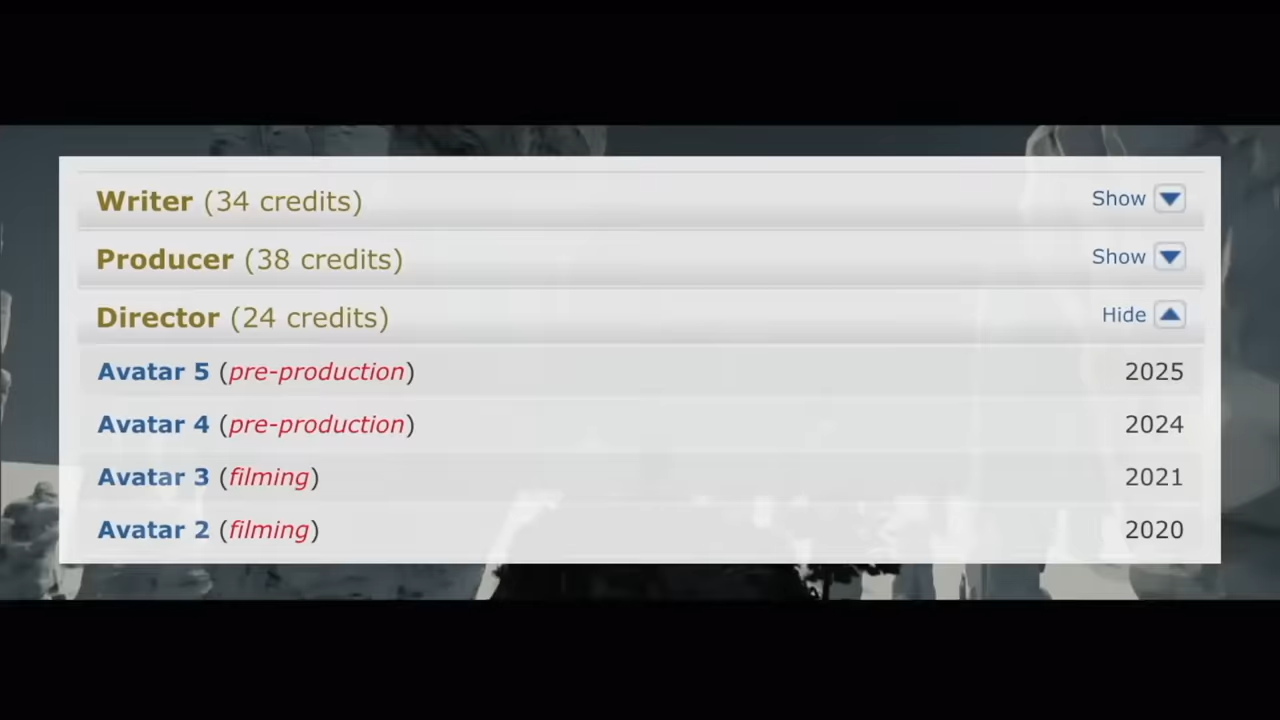 Writer (34 credits) Show
Producer (38 credits) Show
Director (24 credits) Hide
Avatar 5 (pre-production) 2025
Avatar 4 (pre-production) 2024
Avatar 3 (filming) 2021
Avatar 2 (filming) 2020